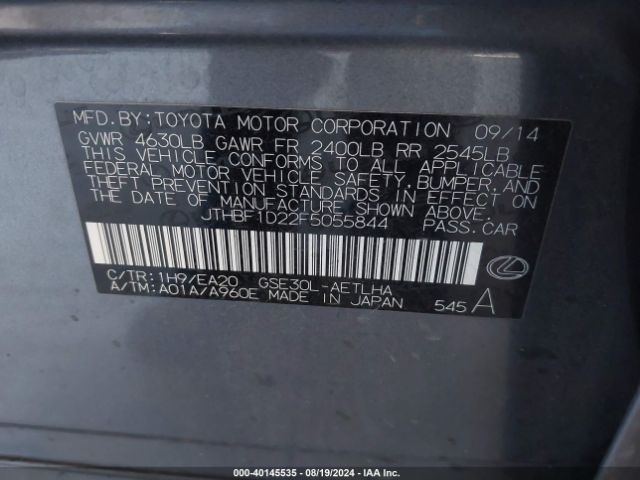 MFD.BY:TOYOTA MOTOR CORPORATION 09/14
GVWR 4630LB GAWR FR 2400LB RR 2545LB
THIS VEHICLE CONFORMS TO ALL APPLICABLE
FEDERAL MOTOR VEHICLE SAFETY,BUMPER,AND
THEFT PREVENTION STANDARDS IN EFFECT ON
THE DATE OF MANUFACTURE SHOWN ABOVE.
JTHBF1D22F5055844 PASS.CAR
C/TR:1H9/EA20 GSE30L-AETLHA
A/TM:A01A/A960E MADE IN JAPAN 545 A
000-40145535 - 08/19/2024 - IAA Inc.